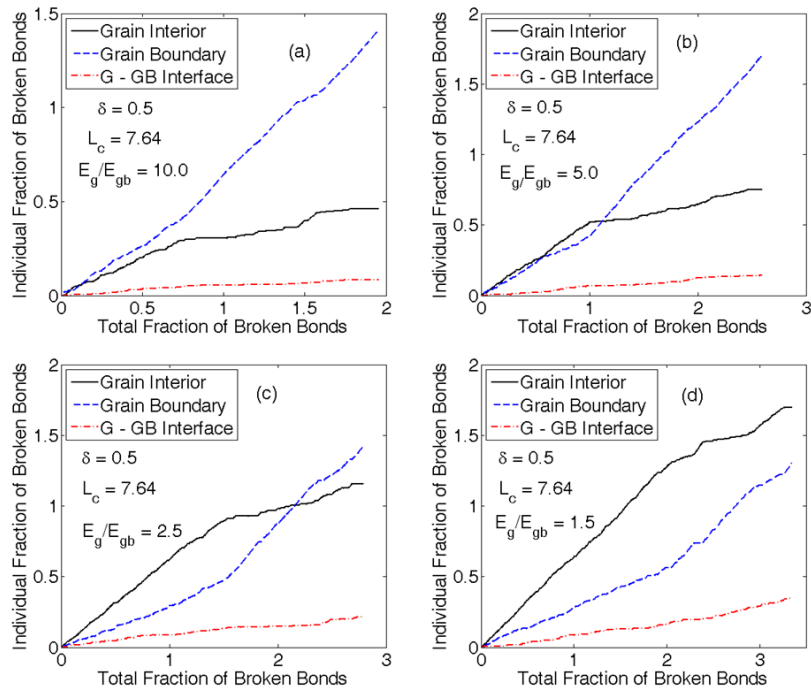 1.5
1
0.5
0
Individual Fraction of Broken Bonds
Grain Interior
Grain Boundary
G - GB Interface
(a)
δ = 0.5
L_c = 7.64
E_g/E_gb = 10.0
0 0.5 1 1.5 2
Total Fraction of Broken Bonds
2
1.5
1
0.5
0
Individual Fraction of Broken Bonds
Grain Interior
Grain Boundary
G - GB Interface
(b)
δ = 0.5
L_c = 7.64
E_g/E_gb = 5.0
0 1 2 3
Total Fraction of Broken Bonds
2
1.5
1
0.5
0
Individual Fraction of Broken Bonds
Grain Interior
Grain Boundary
G - GB Interface
(c)
δ = 0.5
L_c = 7.64
E_g/E_gb = 2.5
0 1 2 3
Total Fraction of Broken Bonds
2
1.5
1
0.5
0
Individual Fraction of Broken Bonds
Grain Interior
Grain Boundary
G - GB Interface
(d)
δ = 0.5
L_c = 7.64
E_g/E_gb = 1.5
0 1 2 3
Total Fraction of Broken Bonds